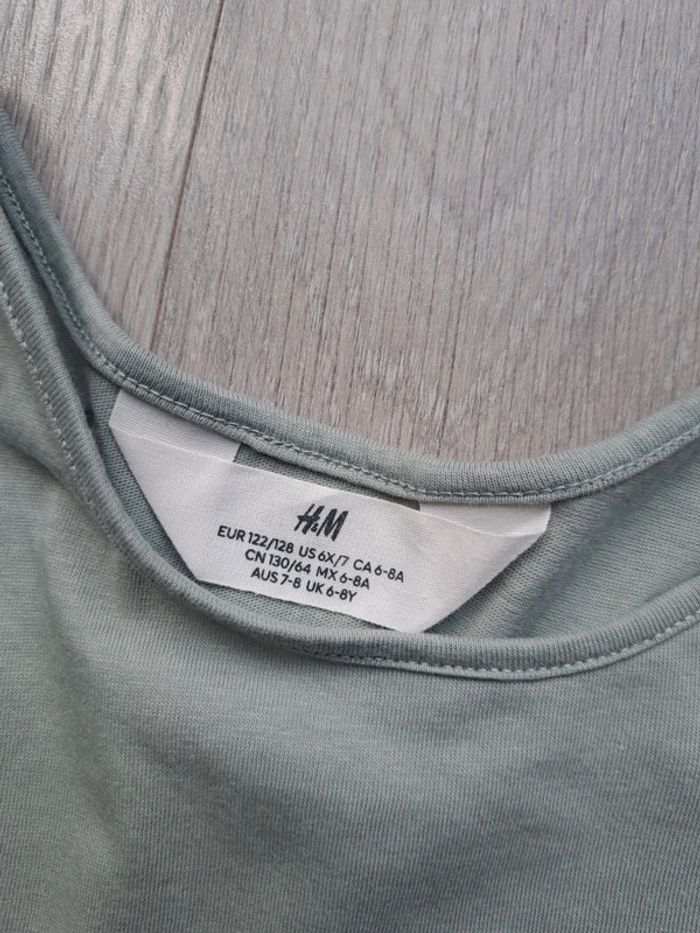 H&M
EUR 122/128 US 6X/7 CA 6-8A
CN 130/64 MX 6-8A
AUS 7-8 UK 6-8Y